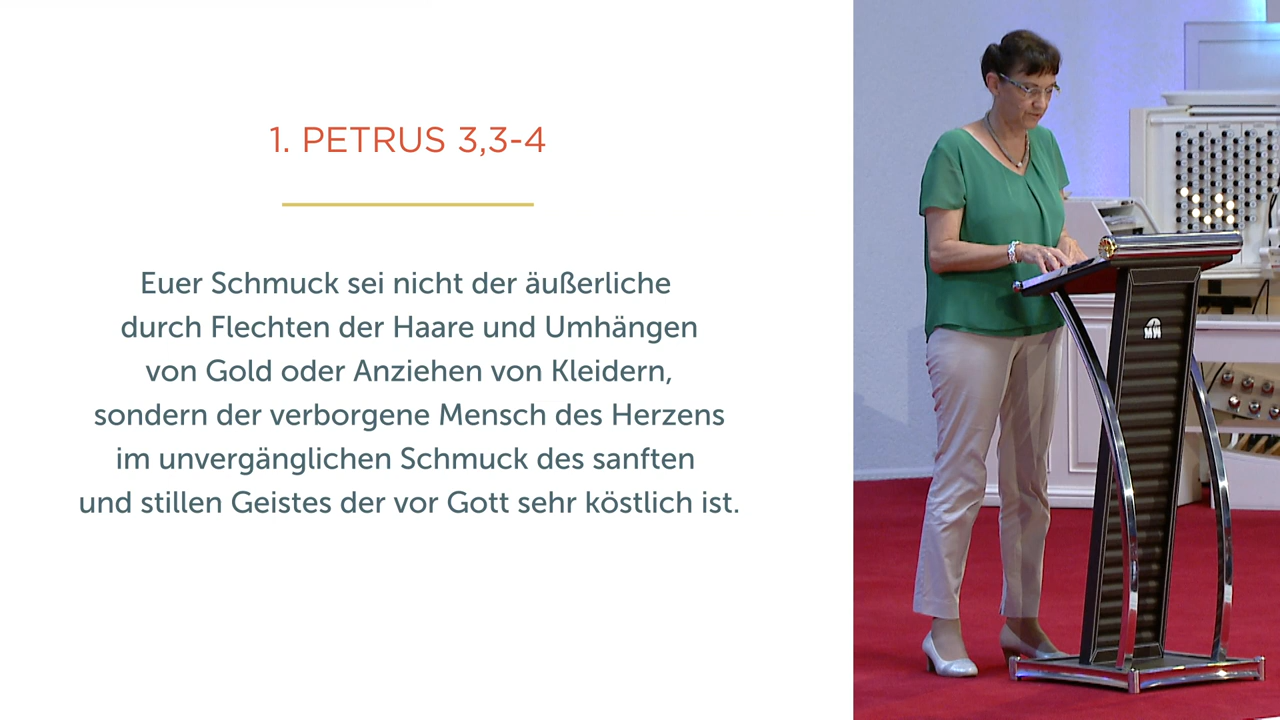 1. PETRUS 3,3-4
Euer Schmuck sei nicht der äußerliche
durch Flechten der Haare und Umhängen
von Gold oder Anziehen von Kleidern,
sondern der verborgene Mensch des Herzens
im unvergänglichen Schmuck des sanften
und stillen Geistes der vor Gott sehr köstlich ist.
MW